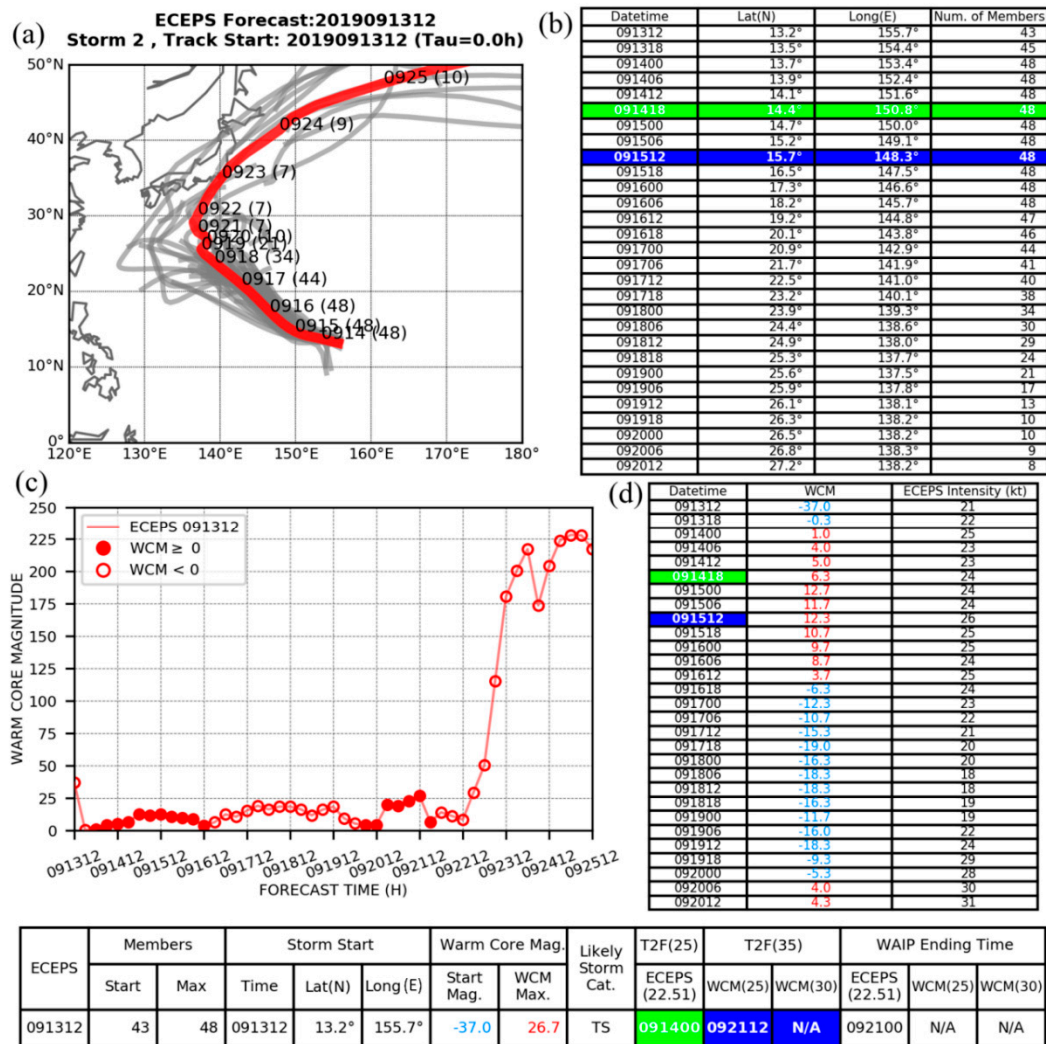 (a)
ECEPS Forecast:2019091312
Storm 2 , Track Start: 2019091312 (Tau=0.0h)
50°N
40°N
30°N
20°N
10°N
0°
120°E 130°E 140°E 150°E 160°E 170°E 180°
0925 (10)
0924 (9)
0923 (7)
0922 (7)
0921 (7)
0920 (10)
0919 (21)
0918 (34)
0917 (44)
0916 (48)
0915 (48)
0914 (48)
(b)
Datetime Lat(N) Long(E) Num. of Members
091312 13.2° 155.7° 43
091318 13.5° 154.4° 45
091400 13.7° 153.4° 48
091406 13.9° 152.4° 48
091412 14.1° 151.6° 48
091418 14.4° 150.8° 48
091500 14.7° 150.0° 48
091506 15.2° 149.1° 48
091512 15.7° 148.3° 48
091518 16.5° 147.5° 48
091600 17.3° 146.6° 48
091606 18.2° 145.7° 48
091612 19.2° 144.8° 47
091618 20.1° 143.8° 46
091700 20.9° 142.9° 44
091706 21.7° 141.9° 41
091712 22.5° 141.0° 40
091718 23.2° 140.1° 38
091800 23.9° 139.3° 34
091806 24.4° 138.6° 30
091812 24.9° 138.0° 29
091818 25.3° 137.7° 24
091900 25.6° 137.5° 21
091906 25.9° 137.8° 17
091912 26.1° 138.1° 13
091918 26.3° 138.2° 10
092000 26.5° 138.2° 10
092006 26.8° 138.3° 9
092012 27.2° 138.2° 8
(c)
250
225
200
175
150
125
100
75
50
25
0
WARM CORE MAGNITUDE
ECEPS 091312
WCM ≥ 0
WCM < 0
091312 091412 091512 091612 091712 091812 091912 092012 092112 092212 092312 092412 092512
FORECAST TIME (H)
(d)
Datetime WCM ECEPS Intensity (kt)
091312 -37.0 21
091318 -0.3 22
091400 1.0 23
091406 4.0 23
091412 5.0 23
091418 6.3 24
091500 12.7 24
091506 11.7 24
091512 12.3 26
091518 10.7 25
091600 9.7 25
091606 8.7 24
091612 3.7 25
091618 -6.3 24
091700 -12.3 23
091706 -10.7 22
091712 -15.3 21
091718 -19.0 20
091800 -16.3 20
091806 -18.3 18
091812 -18.3 18
091818 -16.3 19
091900 -11.7 19
091906 -16.0 22
091912 -18.3 24
091918 -9.3 29
092000 -5.3 28
092006 4.0 30
092012 4.3 31
ECEPS Members Storm Start Warm Core Mag. Likely Storm Cat. T2F(25) T2F(35) WAIP Ending Time
Start Max Time Lat(N) Long(E) Start Mag. WCM Max. ECEPS (22.51) WCM(25) WCM(30) ECEPS (22.51) WCM(25) WCM(30)
091312 43 48 091312 13.2° 155.7° -37.0 26.7 TS 091400 092112 N/A 092100 N/A N/A